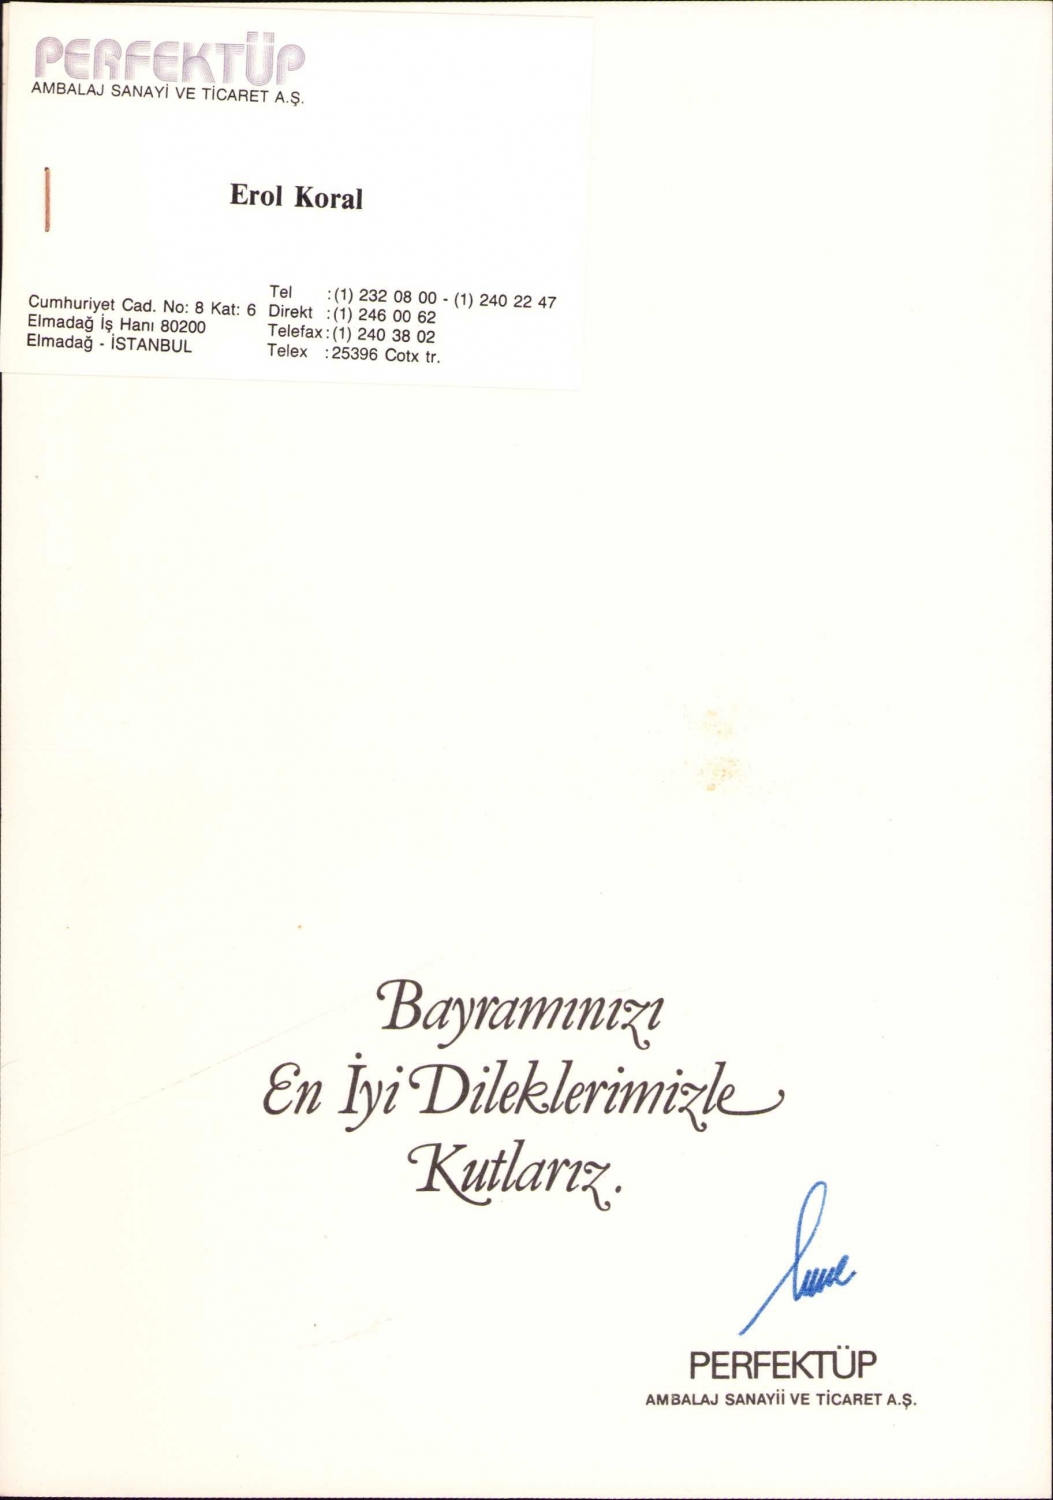 PERFEKTÜP
AMBALAJ SANAYİ VE TİCARET A.Ş.
Erol Koral
Cumhuriyet Cad. No: 8 Kat: 6
Elmadağ İş Hanı 80200
Elmadağ - İSTANBUL
Tel :(1) 232 08 00 - (1) 240 22 47
Direkt :(1) 246 00 62
Telefax:(1) 240 38 02
Telex :25396 Cotx tr.
Bayramınızı
En İyi Dileklerimizle
Kutlarız.
PERFEKTÜP
AMBALAJ SANAYİİ VE TİCARET A.Ş.